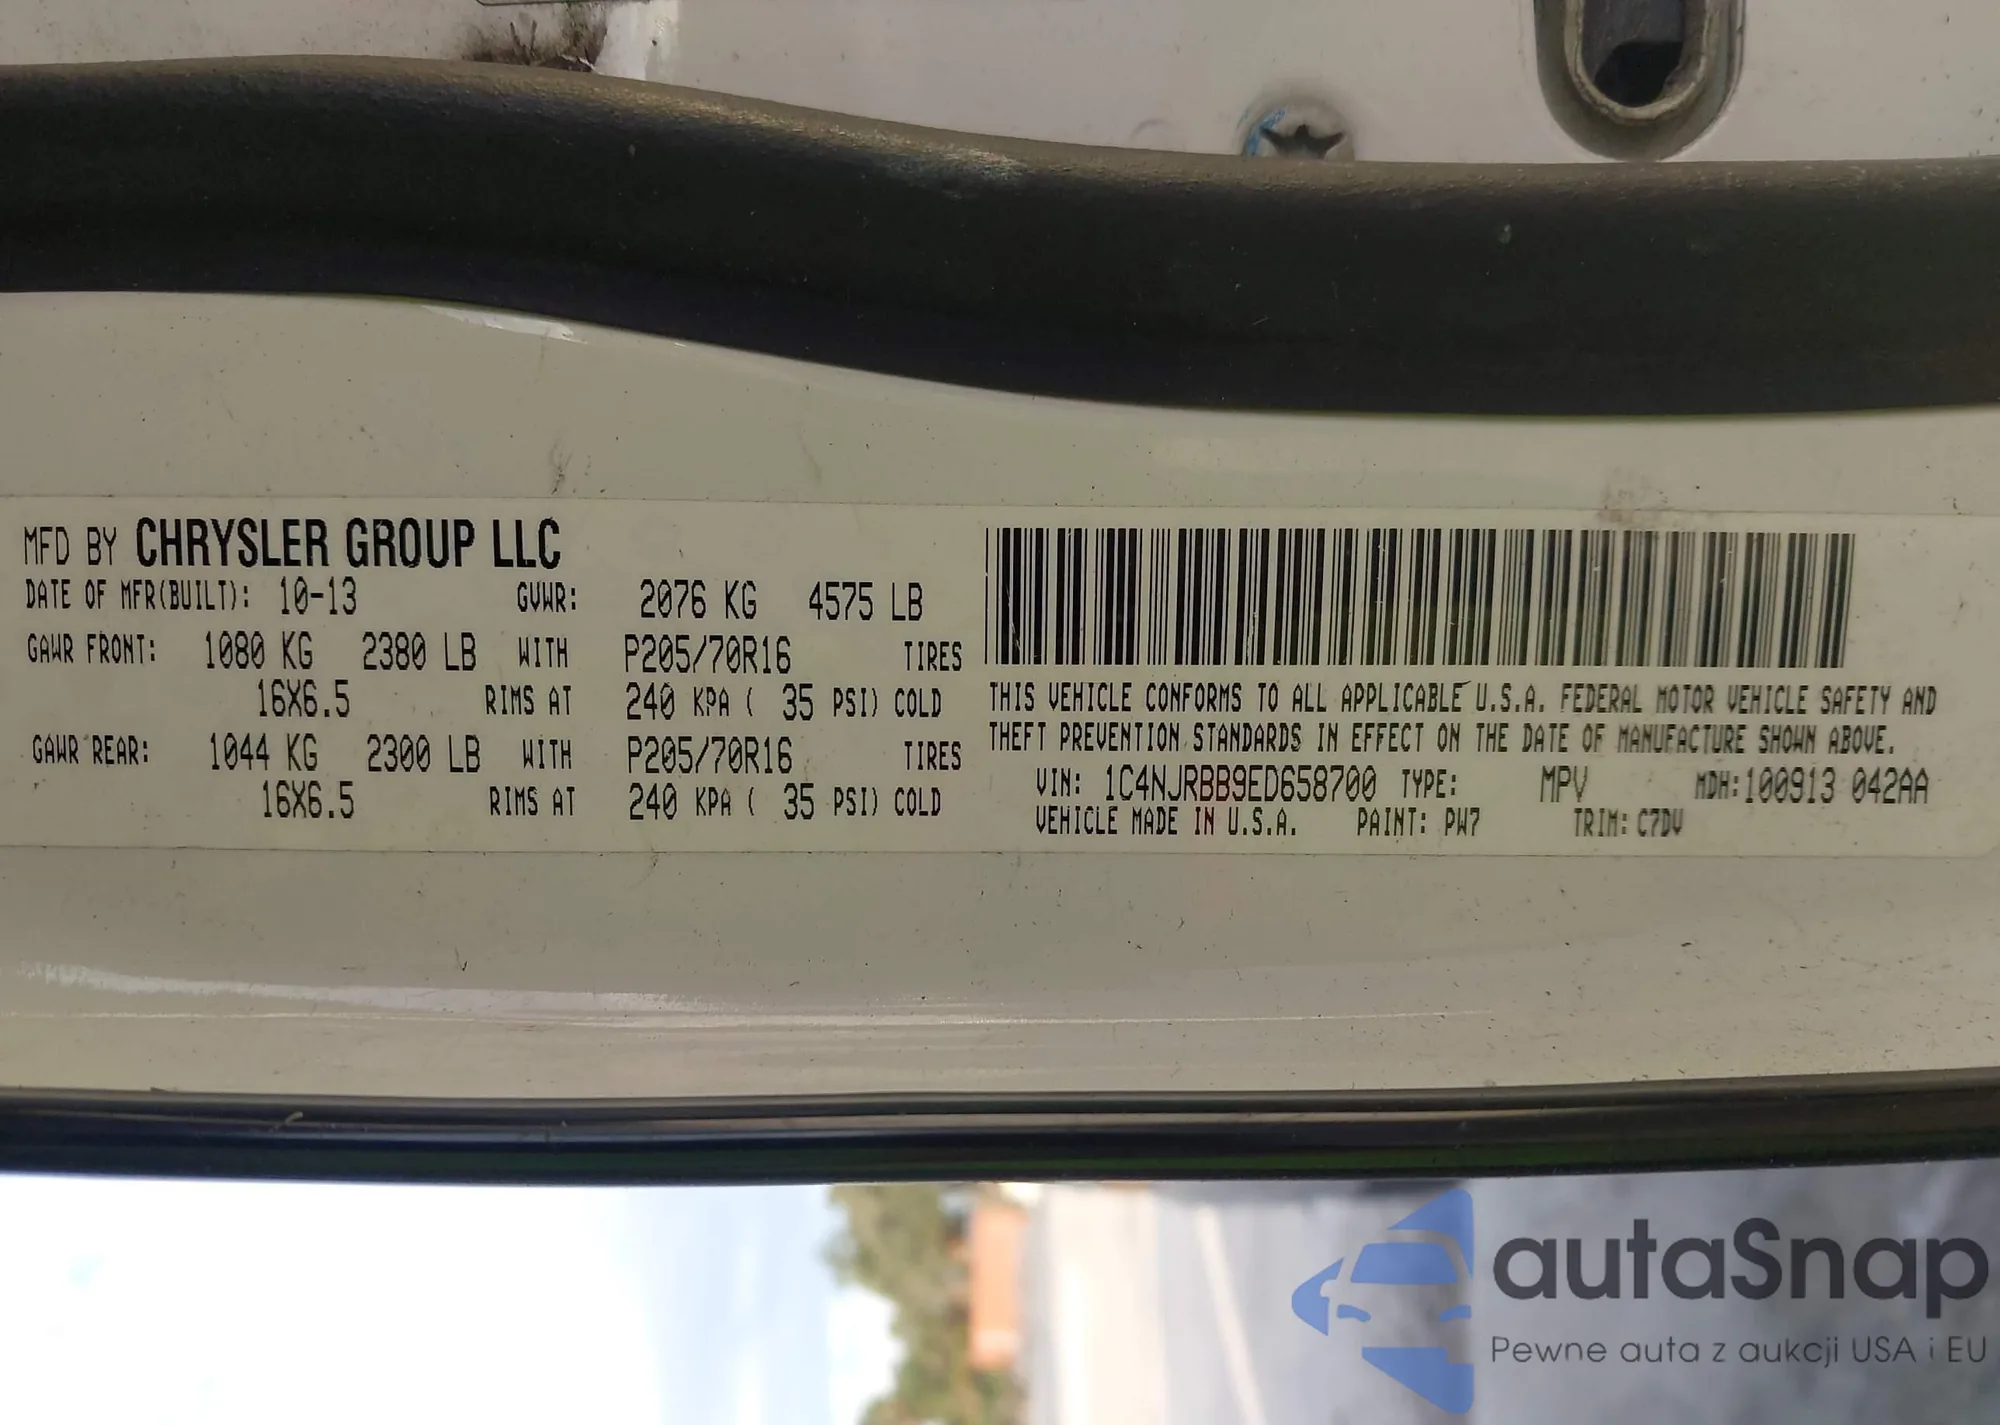 MFD BY CHRYSLER GROUP LLC
DATE OF MFR(BUILT): 10-13 GVWR: 2076 KG 4575 LB
GAWR FRONT: 1080 KG 2380 LB WITH P205/70R16 TIRES
16X6.5 RIMS AT 240 KPA ( 35 PSI) COLD
GAWR REAR: 1044 KG 2300 LB WITH P205/70R16 TIRES
16X6.5 RIMS AT 240 KPA ( 35 PSI) COLD
THIS VEHICLE CONFORMS TO ALL APPLICABLE U.S.A. FEDERAL MOTOR VEHICLE SAFETY AND
THEFT PREVENTION STANDARDS IN EFFECT ON THE DATE OF MANUFACTURE SHOWN ABOVE.
VIN: 1C4NJRBB9ED658700 TYPE: MPV MDH:100913 042AA
VEHICLE MADE IN U.S.A. PAINT: PW7 TRIM: C7DV
autaSnap
Pewne auta z aukcji USA i EU